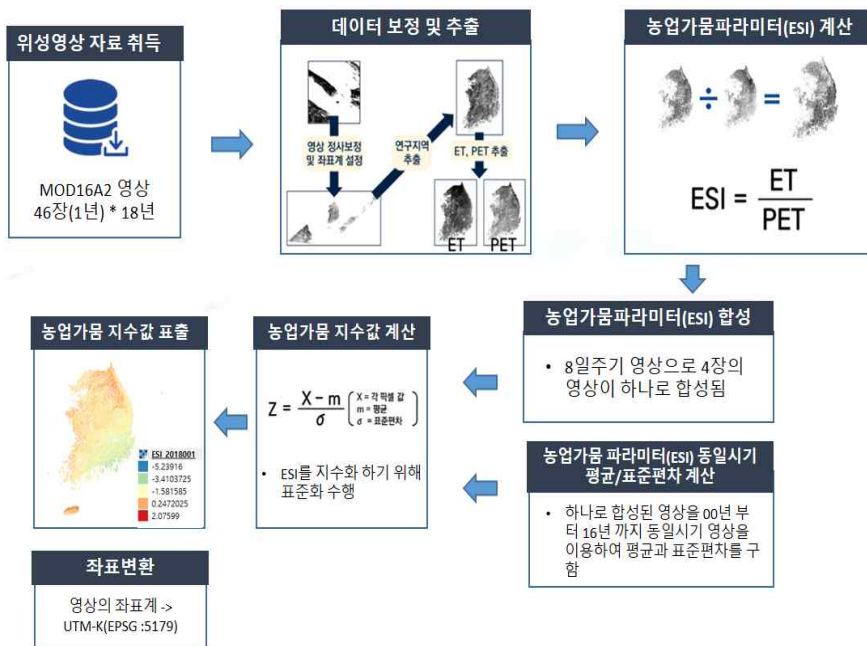 위성영상 자료 취득
MOD16A2 영상
46장(1년) * 18년
데이터 보정 및 추출
영상 정사보정
및 좌표계 설정
연구지역
추출
ET, PET 추출
ET
PET
농업가뭄파라미터(ESI) 계산
÷
=
ESI = ET / PET
농업가뭄파라미터(ESI) 합성
• 8일주기 영상으로 4장의
영상이 하나로 합성됨
농업가뭄 파라미터(ESI) 동일시기
평균/표준편차 계산
• 하나로 합성된 영상을 00년 부
터 16년 까지 동일시기 영상을
이용하여 평균과 표준편차를 구
함
농업가뭄 지수값 계산
Z = X − m / σ
X = 각 픽셀 값
m = 평균
σ = 표준편차
• ESI를 지수화 하기 위해
표준화 수행
농업가뭄 지수값 표출
ESI_2018001
-5.23916
-3.4103725
-1.581585
0.2472025
2.07599
좌표변환
영상의 좌표계 ->
UTM-K(EPSG :5179)